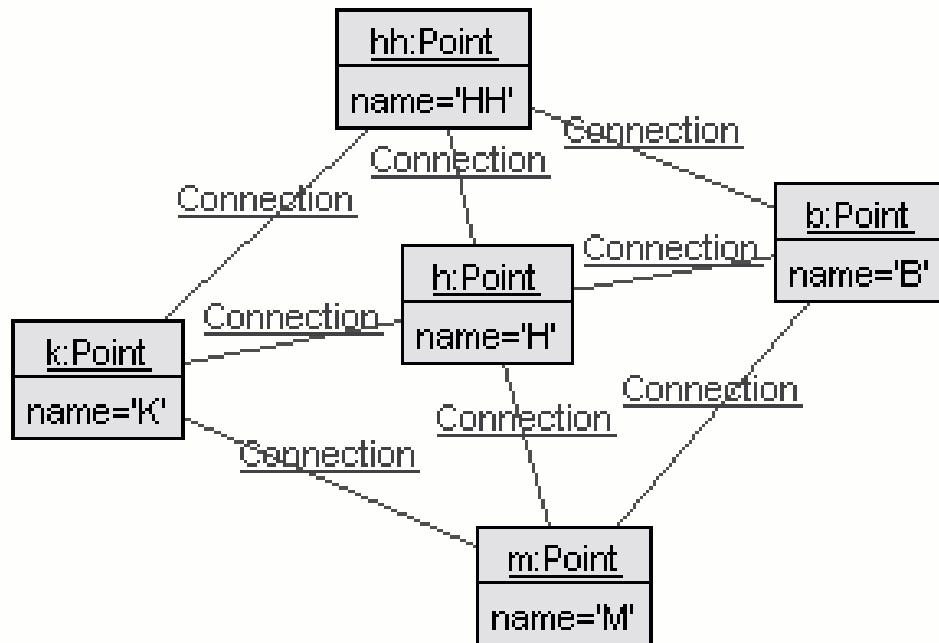 hh:Point
name='HH'
Connection
Connection
Connection
b:Point
name='B'
Connection
h:Point
name='H'
Connection
k:Point
name='K'
Connection
Connection
Connection
m:Point
name='M'